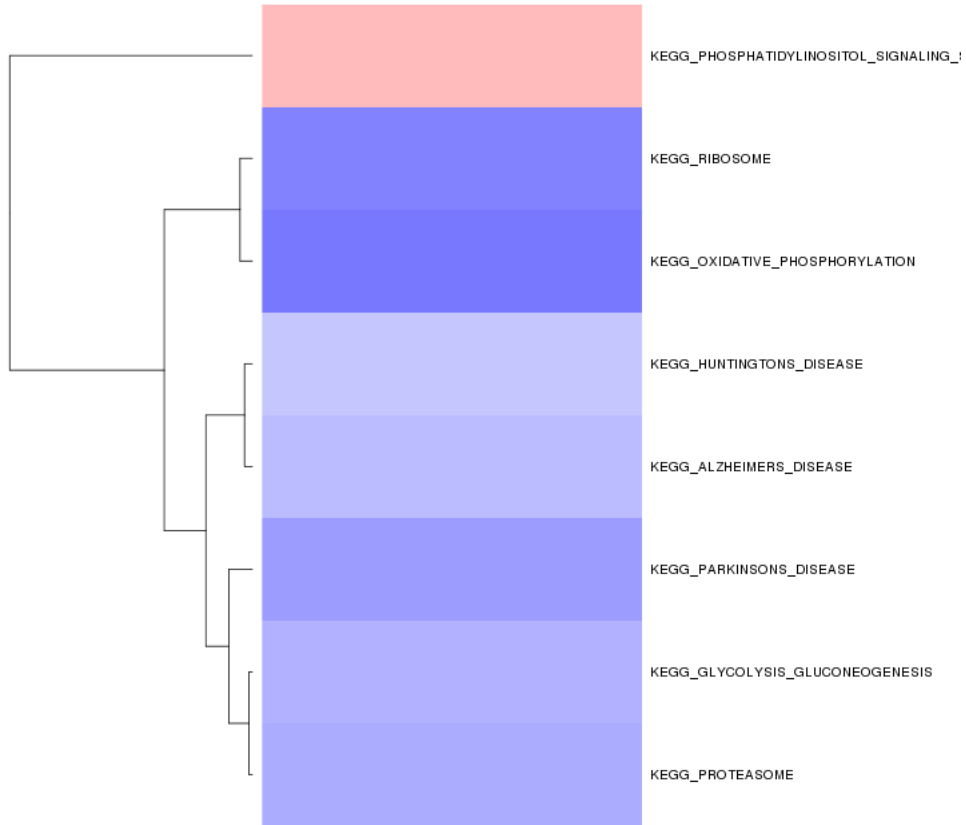 KEGG_PHOSPHATIDYLINOSITOL_SIGNALING_
KEGG_RIBOSOME
KEGG_OXIDATIVE_PHOSPHORYLATION
KEGG_HUNTINGTONS_DISEASE
KEGG_ALZHEIMERS_DISEASE
KEGG_PARKINSONS_DISEASE
KEGG_GLYCOLYSIS_GLUCONEOGENESIS
KEGG_PROTEASOME